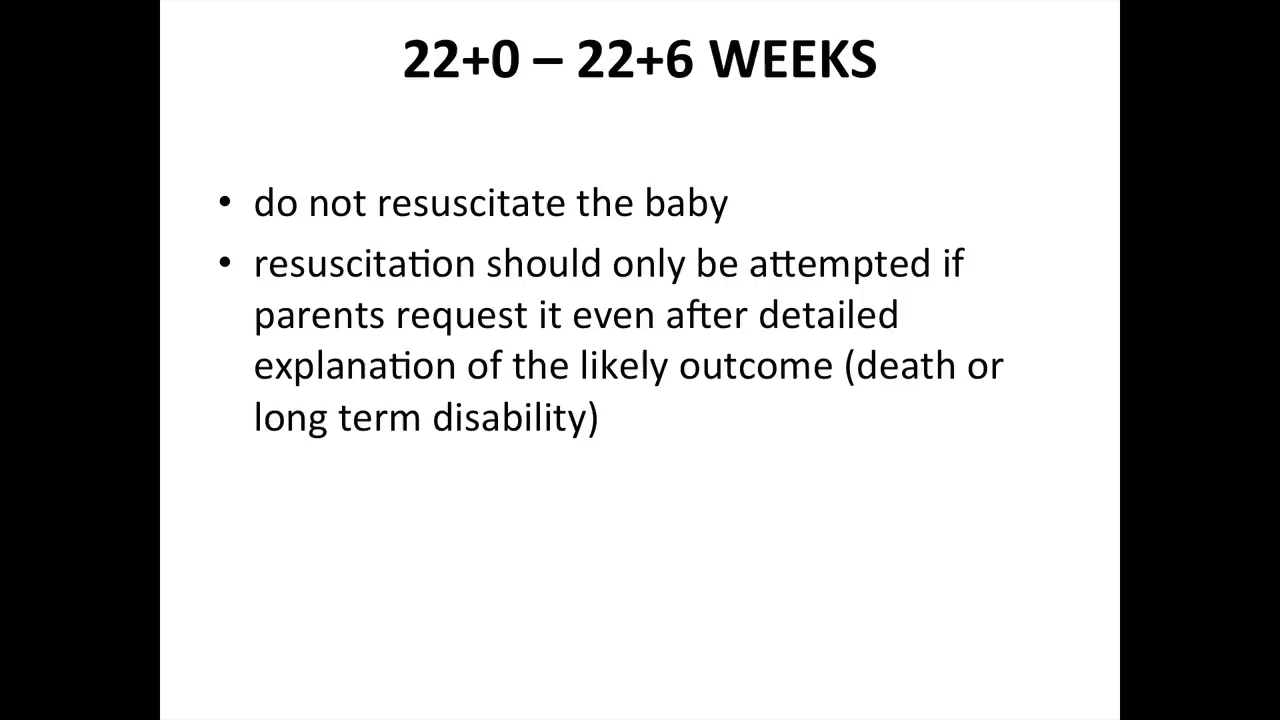 22+0 – 22+6 WEEKS
• do not resuscitate the baby
• resuscitation should only be attempted if
parents request it even after detailed
explanation of the likely outcome (death or
long term disability)